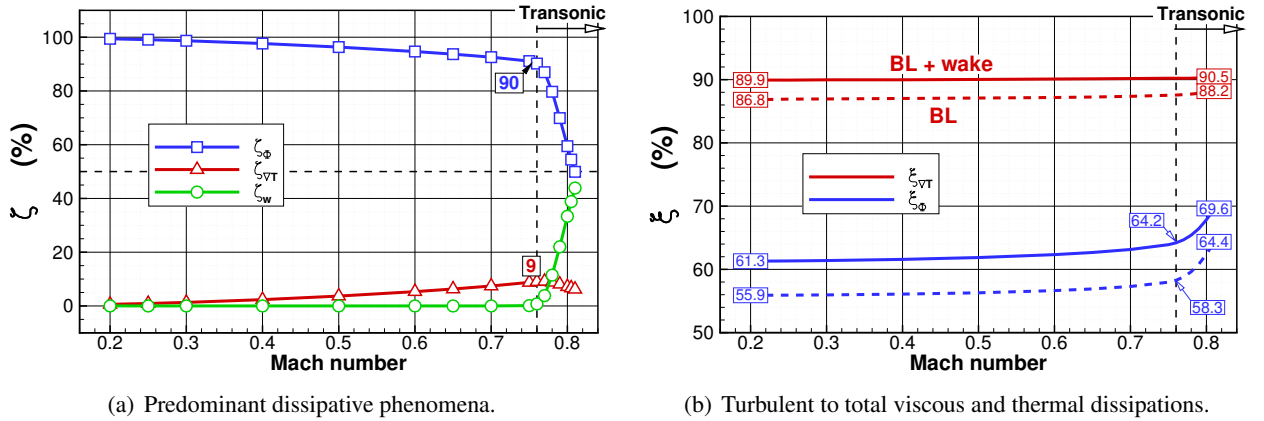 Transonic
100
80
60
40
20
0
ζ (%)
90
9
ζΦ
ζ∇T
ζw
0.2 0.3 0.4 0.5 0.6 0.7 0.8
Mach number
(a) Predominant dissipative phenomena.
Transonic
100
90
80
70
60
50
ξ (%)
BL + wake
89.9
90.5
86.8
88.2
BL
ξ∇T
ξΦ
64.2
69.6
64.4
61.3
55.9
58.3
0.2 0.3 0.4 0.5 0.6 0.7 0.8
Mach number
(b) Turbulent to total viscous and thermal dissipations.